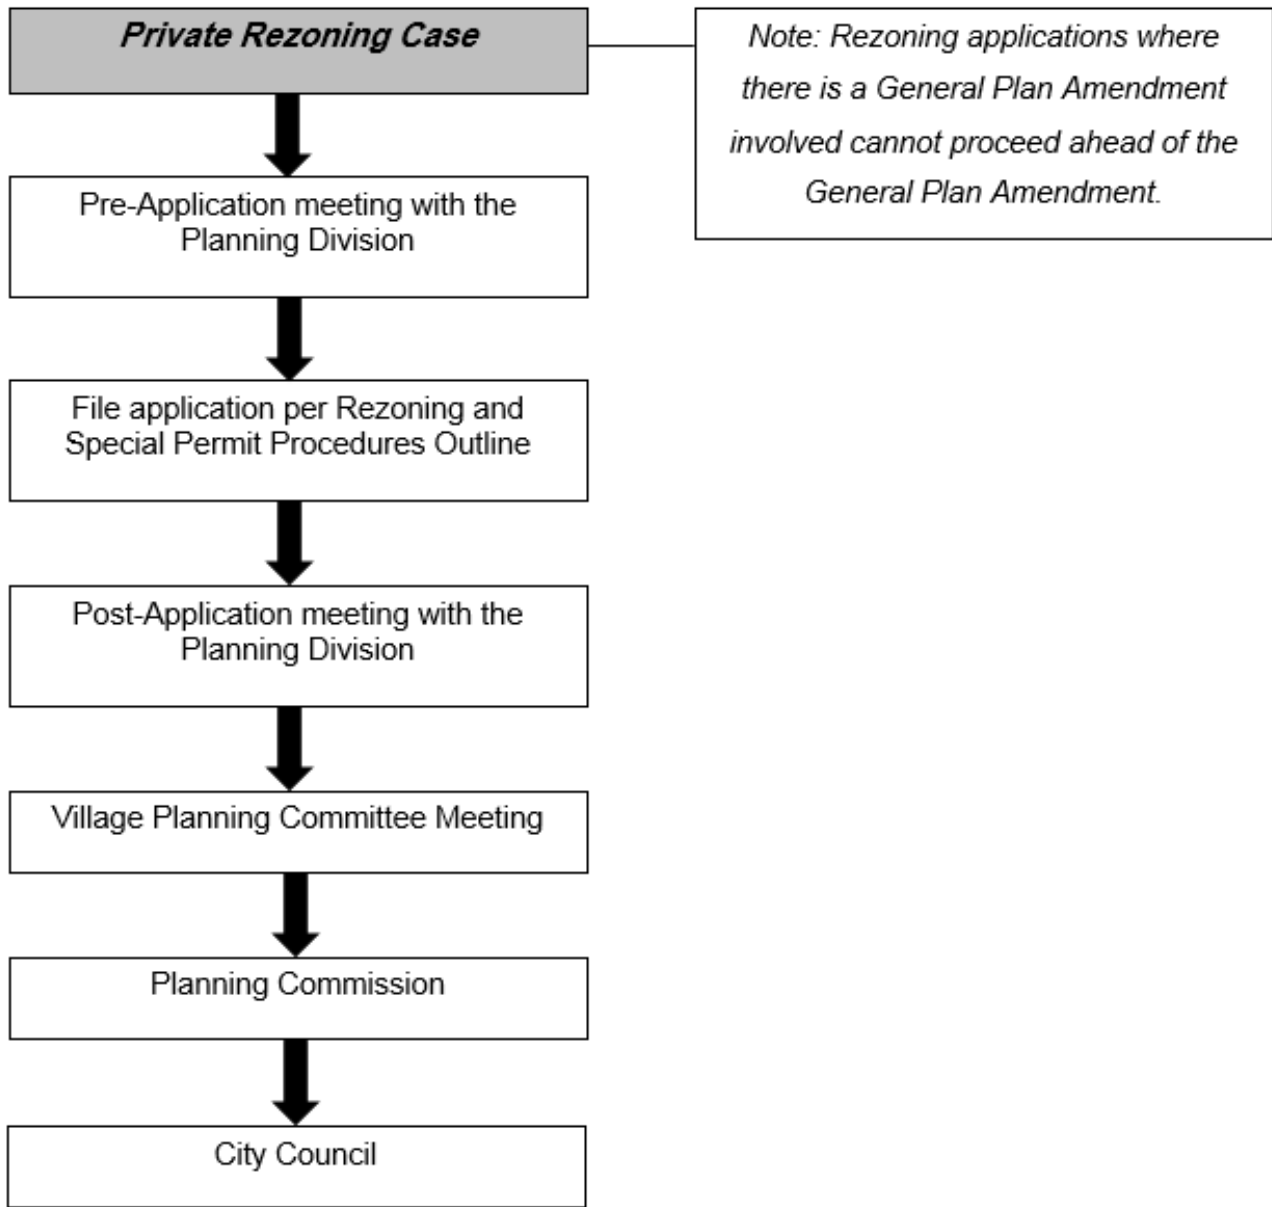 Private Rezoning Case
Note: Rezoning applications where
there is a General Plan Amendment
involved cannot proceed ahead of the
General Plan Amendment.
Pre-Application meeting with the
Planning Division
File application per Rezoning and
Special Permit Procedures Outline
Post-Application meeting with the
Planning Division
Village Planning Committee Meeting
Planning Commission
City Council